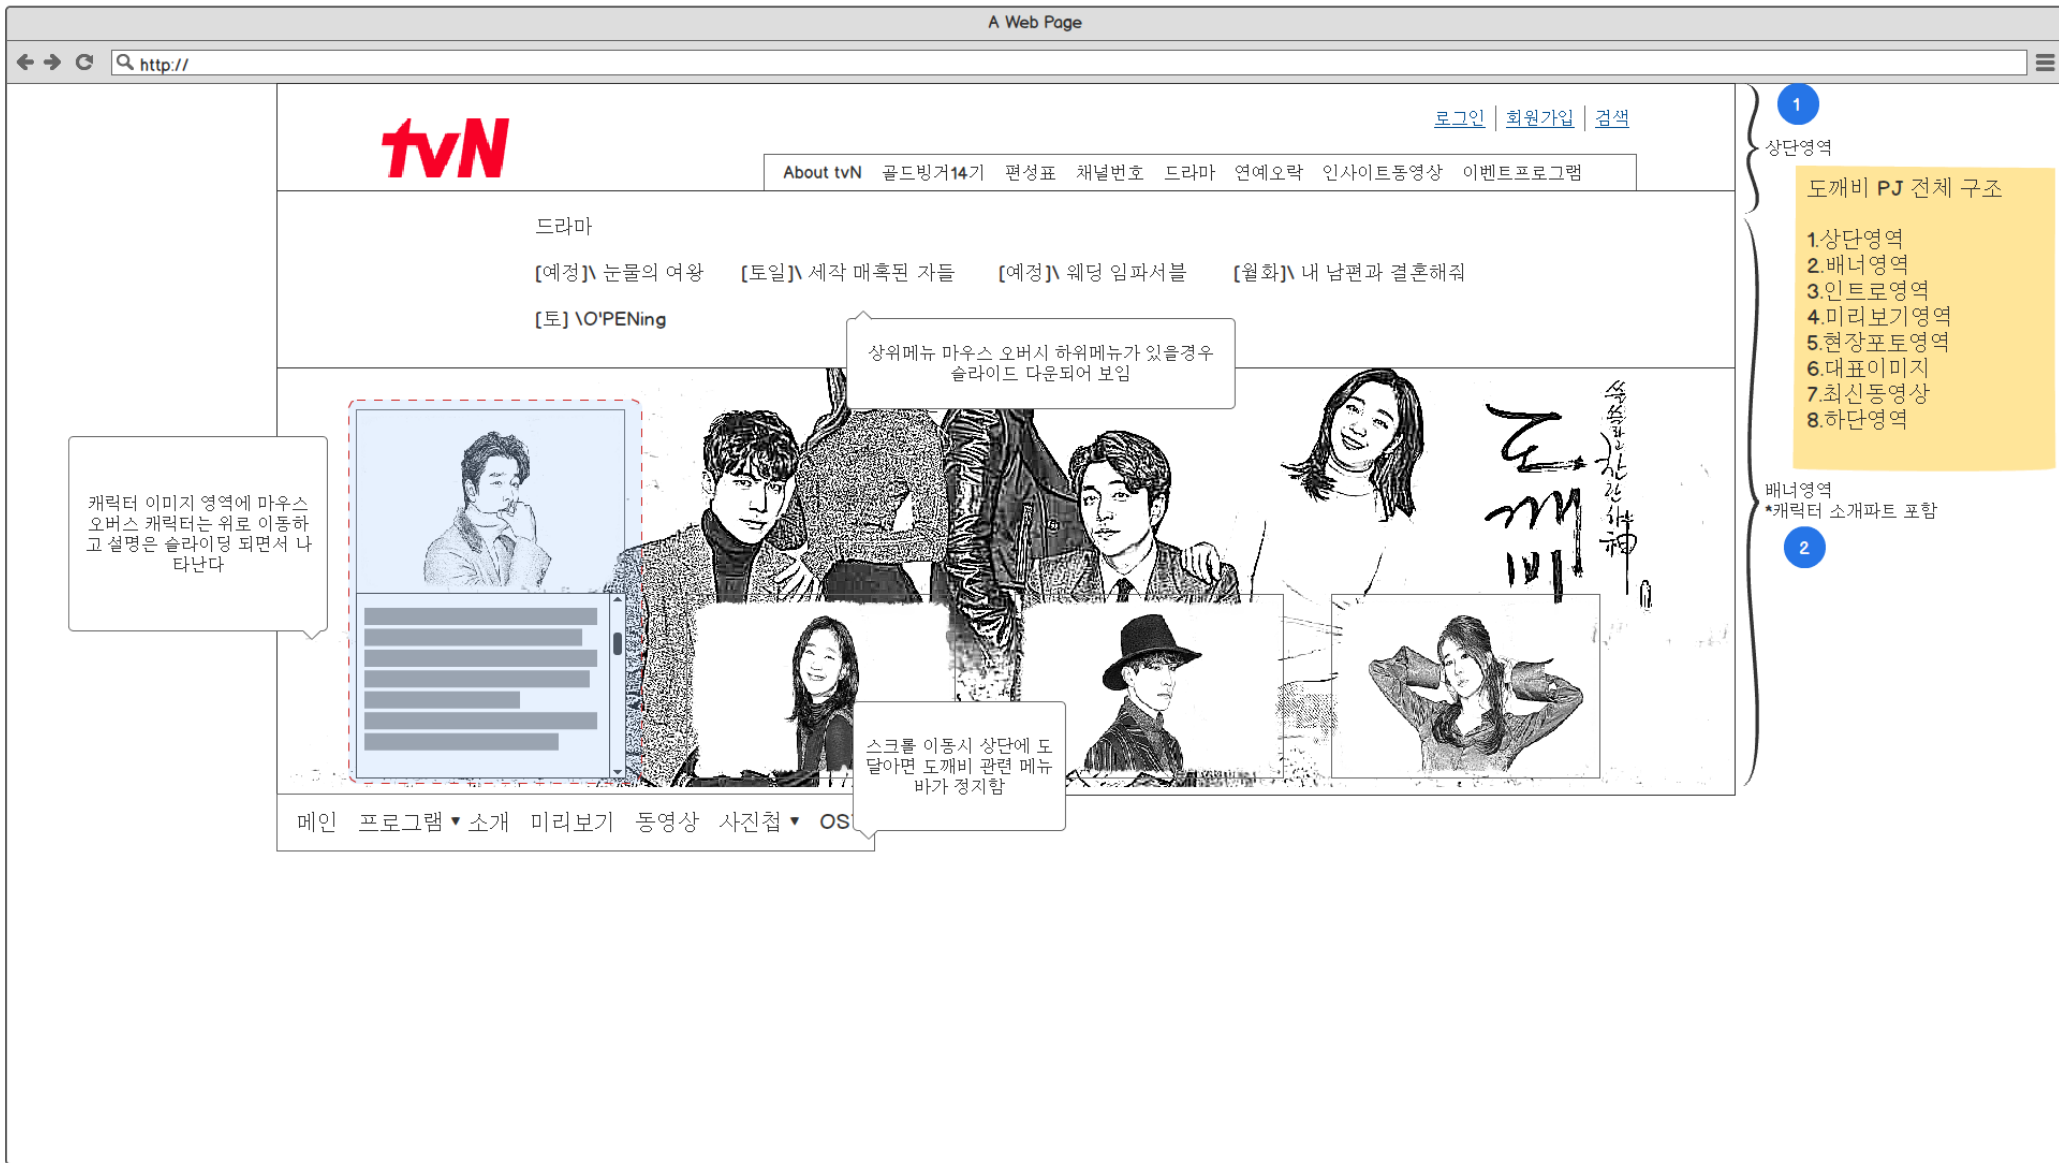 A Web Page
http://
tvN
로그인 | 회원가입 | 검색
About tvN 골드빙거14기 편성표 채널번호 드라마 연예오락 인사이트동영상 이벤트프로그램
드라마
[예정]\ 눈물의 여왕 [토일]\ 세작 매혹된 자들 [예정]\ 웨딩 임파서블 [월화]\ 내 남편과 결혼해줘
[토] \O'PENing
상위메뉴 마우스 오버시 하위메뉴가 있을경우
슬라이드 다운되어 보임
캐릭터 이미지 영역에 마우스
오버스 캐릭터는 위로 이동하
고 설명은 슬라이딩 되면서 나
타난다
쓸쓸하고 찬란하神
도깨비
스크롤 이동시 상단에 도
달아면 도깨비 관련 메뉴
바가 정지함
메인 프로그램 ▼ 소개 미리보기 동영상 사진첩 ▼ OS
1
상단영역
도깨비 PJ 전체 구조
1.상단영역
2.배너영역
3.인트로영역
4.미리보기영역
5.현장포토영역
6.대표이미지
7.최신동영상
8.하단영역
배너영역
*캐릭터 소개파트 포함
2